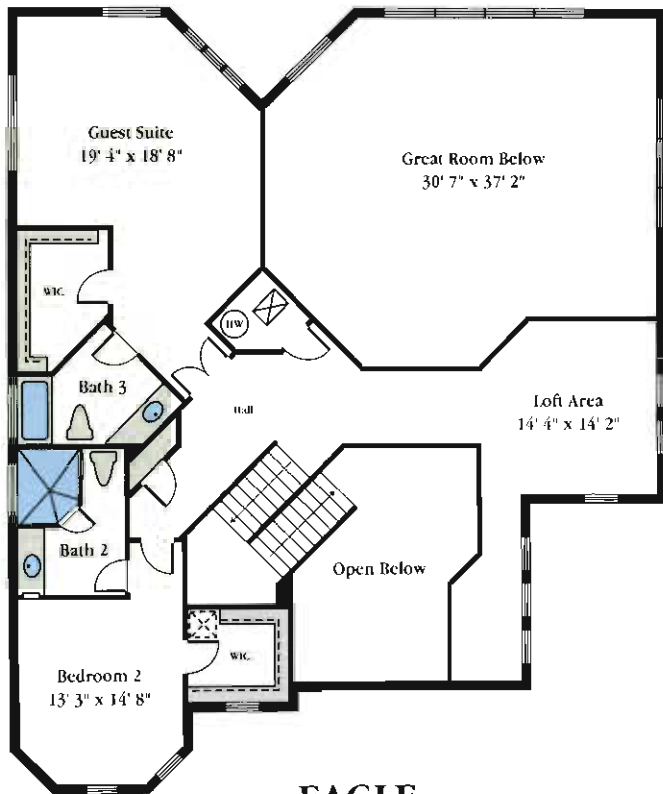 Guest Suite
19' 4" x 18' 8"
Great Room Below
30' 7" x 37' 2"
WIC
HW
Bath 3
Hall
Loft Area
14' 4" x 14' 2"
Bath 2
Open Below
WIC
Bedroom 2
13' 3" x 14' 8"
EAGLE